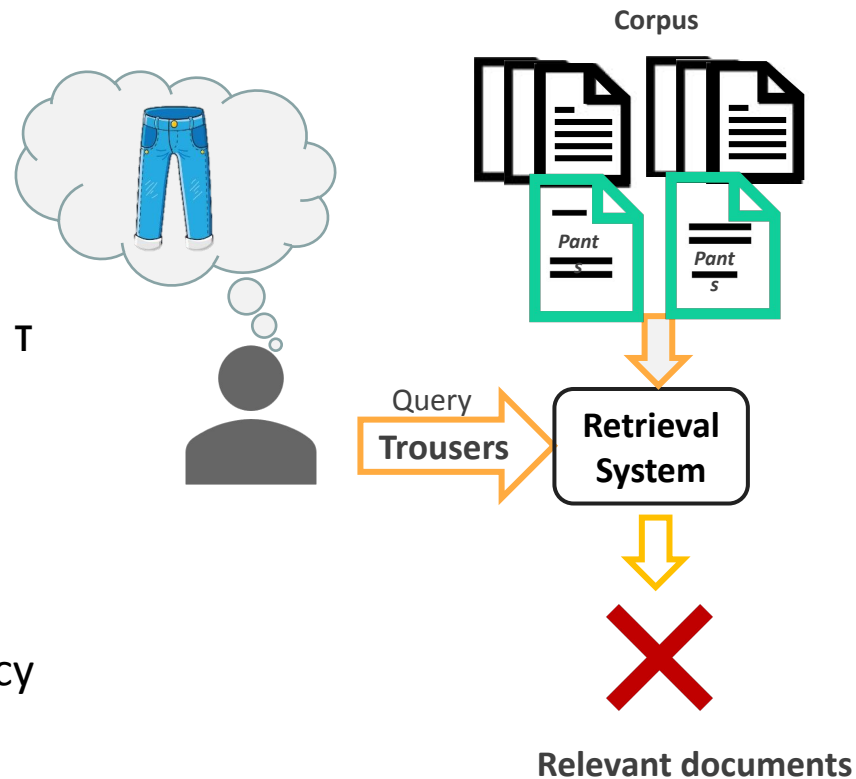 Corpus
Pant
s
Pant
s
T
Query
Trousers
Retrieval
System
cy
Relevant documents